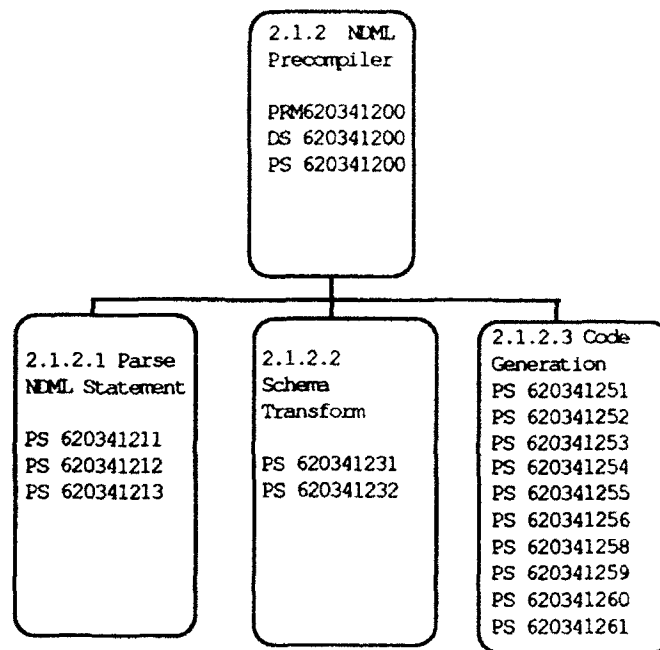 2.1.2 NDML
Precompiler
PRM620341200
DS 620341200
PS 620341200
2.1.2.1 Parse
NDML Statement
PS 620341211
PS 620341212
PS 620341213
2.1.2.2
Schema
Transform
PS 620341231
PS 620341232
2.1.2.3 Code
Generation
PS 620341251
PS 620341252
PS 620341253
PS 620341254
PS 620341255
PS 620341256
PS 620341258
PS 620341259
PS 620341260
PS 620341261